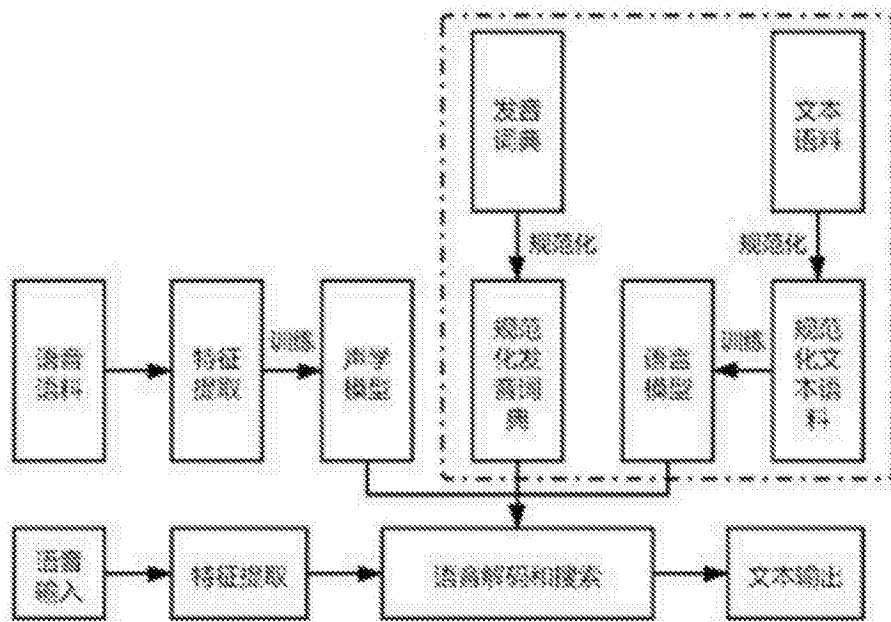 发音
词典
文本
语料
规范化
规范化
语音
语料
特征
提取
训练
声学
模型
规范
化发
音词
典
语言
模型
训练
规范
化文
本语
料
语音
输入
特征提取
语音解码和搜索
文本输出